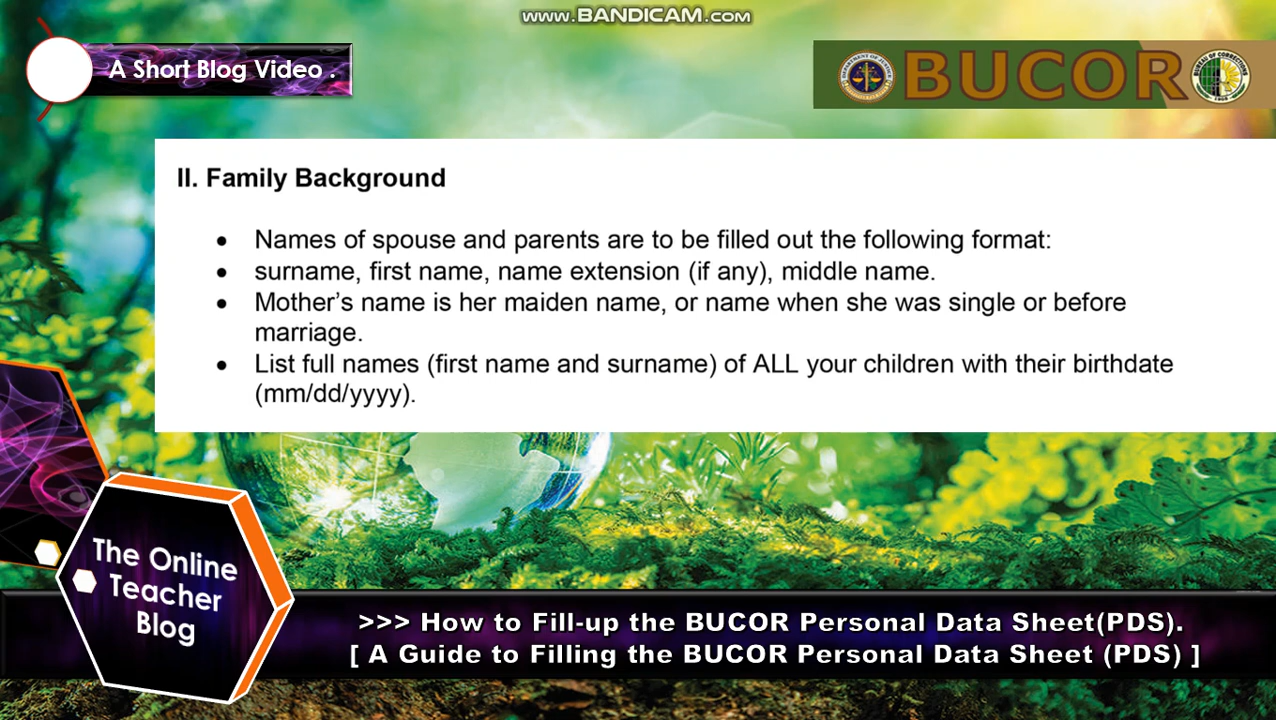 www.BANDICAM.com
A Short Blog Video .
BUCOR
II. Family Background
• Names of spouse and parents are to be filled out the following format:
• surname, first name, name extension (if any), middle name.
• Mother’s name is her maiden name, or name when she was single or before
marriage.
• List full names (first name and surname) of ALL your children with their birthdate
(mm/dd/yyyy).
The Online
Teacher
Blog
>>> How to Fill-up the BUCOR Personal Data Sheet(PDS).
[ A Guide to Filling the BUCOR Personal Data Sheet (PDS) ]